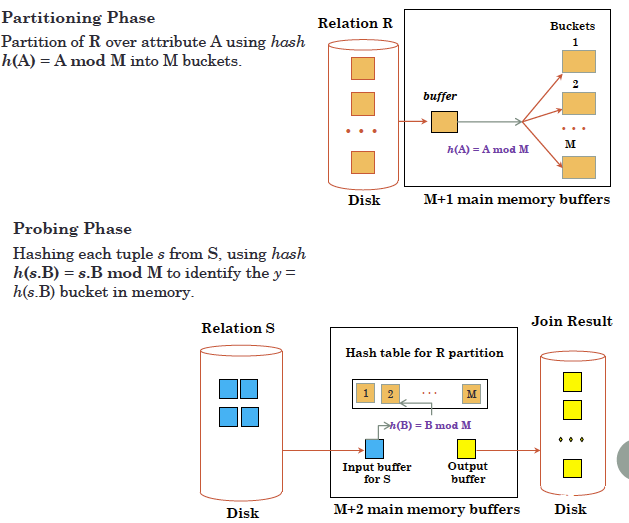 Partitioning Phase
Partition of R over attribute A using hash
h(A) = A mod M into M buckets.
Relation R
Disk
Buckets
1
2
• • •
M
buffer
h(A) = A mod M
M+1 main memory buffers
Probing Phase
Hashing each tuple s from S, using hash
h(s.B) = s.B mod M to identify the y =
h(s.B) bucket in memory.
Relation S
Disk
Hash table for R partition
1 2 ... M
h(B) = B mod M
Input buffer
for S
Output
buffer
M+2 main memory buffers
Join Result
Disk